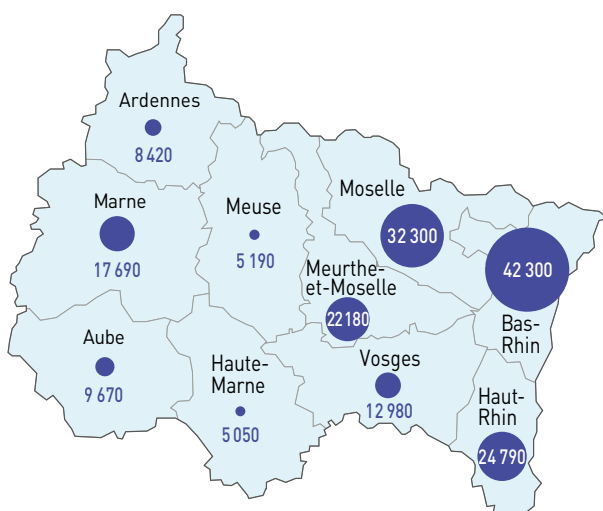 Ardennes
8 420
Marne
17 690
Meuse
5 190
Moselle
32 300
42 300
Bas-
Rhin
Meurthe-
et-Moselle
22 180
Aube
9 670
Haute-
Marne
5 050
Vosges
12 980
Haut-
Rhin
24 790